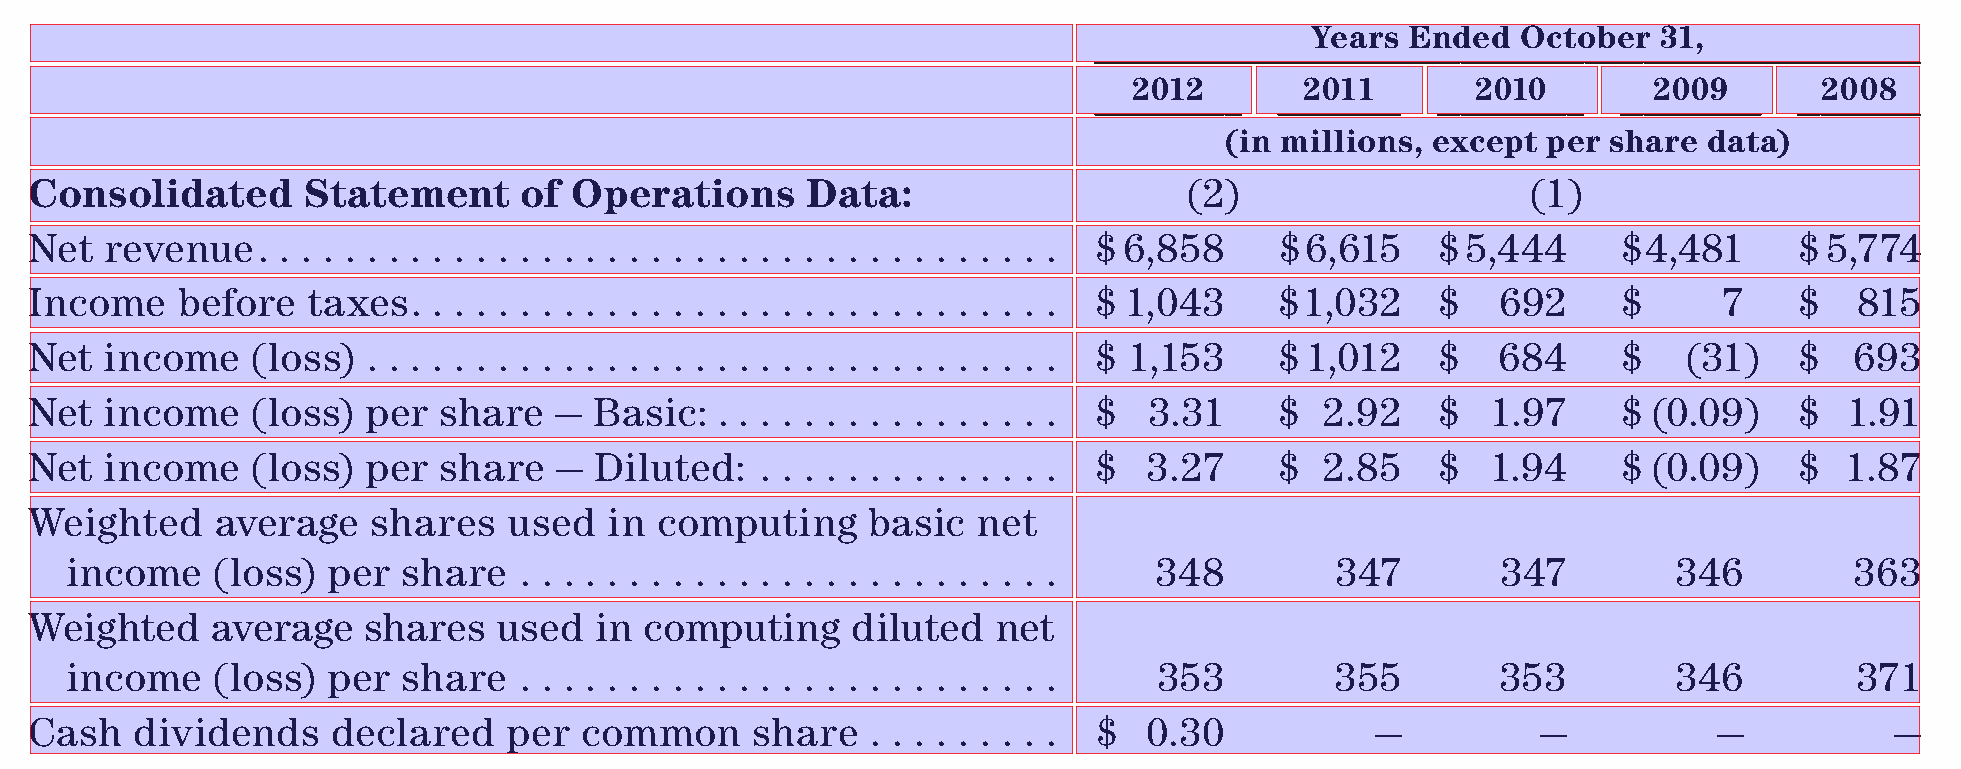 Years Ended October 31,
2012 2011 2010 2009 2008
(in millions, except per share data)
Consolidated Statement of Operations Data: (2) (1)
Net revenue . . . . . . . . . . . . . . . . . . . . . . . . . . . . . . . . . . . . . $6,858 $6,615 $5,444 $4,481 $5,774
Income before taxes. . . . . . . . . . . . . . . . . . . . . . . . . . . . . . $1,043 $1,032 $ 692 $ 7 $ 815
Net income (loss) . . . . . . . . . . . . . . . . . . . . . . . . . . . . . . . . $1,153 $1,012 $ 684 $ (31) $ 693
Net income (loss) per share — Basic: . . . . . . . . . . . . . . . . $ 3.31 $ 2.92 $ 1.97 $(0.09) $ 1.91
Net income (loss) per share — Diluted: . . . . . . . . . . . . . . $ 3.27 $ 2.85 $ 1.94 $(0.09) $ 1.87
Weighted average shares used in computing basic net
income (loss) per share . . . . . . . . . . . . . . . . . . . . . . . . . 348 347 347 346 363
Weighted average shares used in computing diluted net
income (loss) per share . . . . . . . . . . . . . . . . . . . . . . . . . 353 355 353 346 371
Cash dividends declared per common share . . . . . . . . . $ 0.30 — — — —